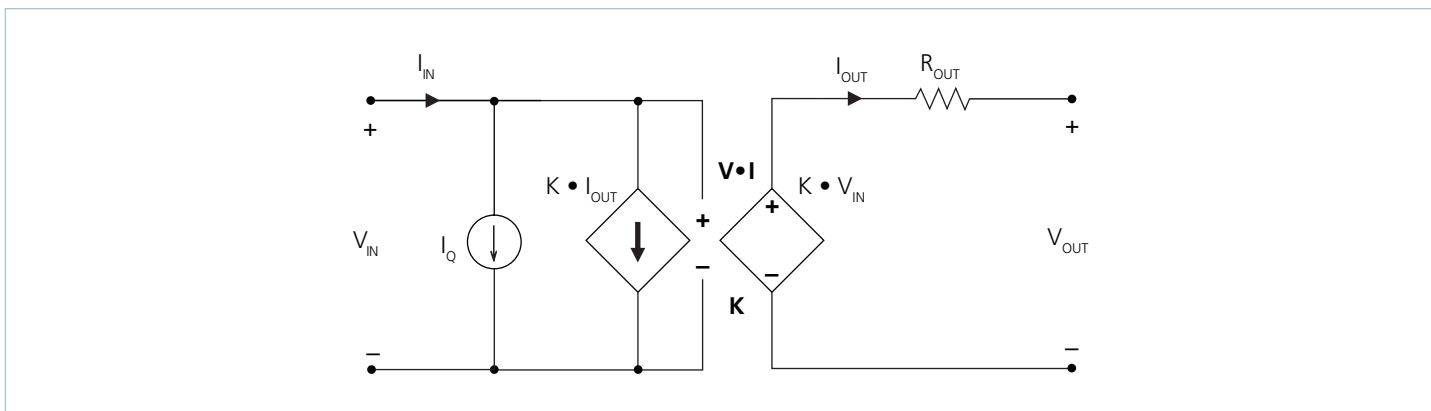 I_IN
I_OUT
R_OUT
+
+
V•I
K • I_OUT
K • V_IN
+
+
V_IN
I_Q
V_OUT
–
–
K
–
–